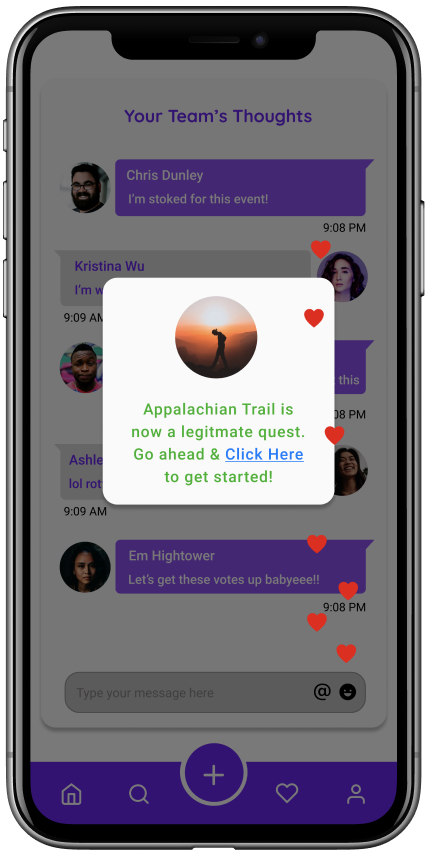 Your Team's Thoughts
Chris Dunley
I'm stoked for this event!
9:08 PM
Kristina Wu
I'm
9:09 AM
this
:08 PM
Appalachian Trail is
now a legitmate quest.
Go ahead & Click Here
to get started!
Ashle
lol rot
9:09 AM
Em Hightower
Let's get these votes up babyeee!!
9:08 PM
Type your message here
@